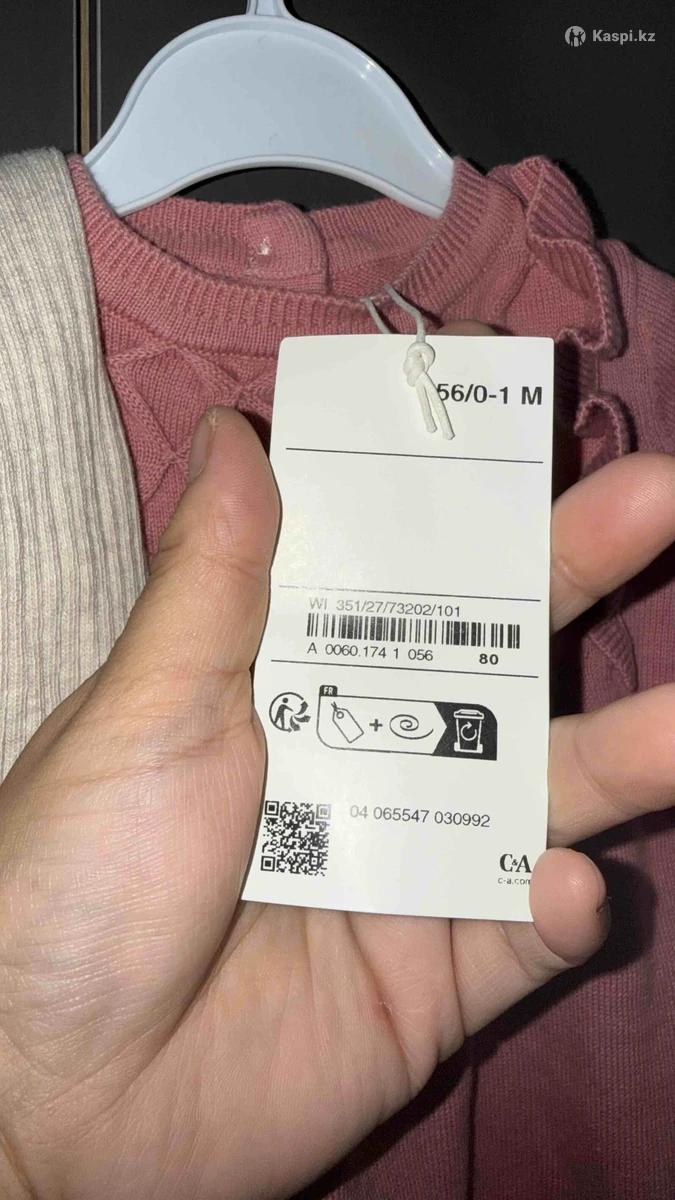 Kaspi.kz
56/0-1 M
WI 351/27/73202/101
A 0060.174 1 056 80
FR
04 065547 030992
C&A
c-a.com